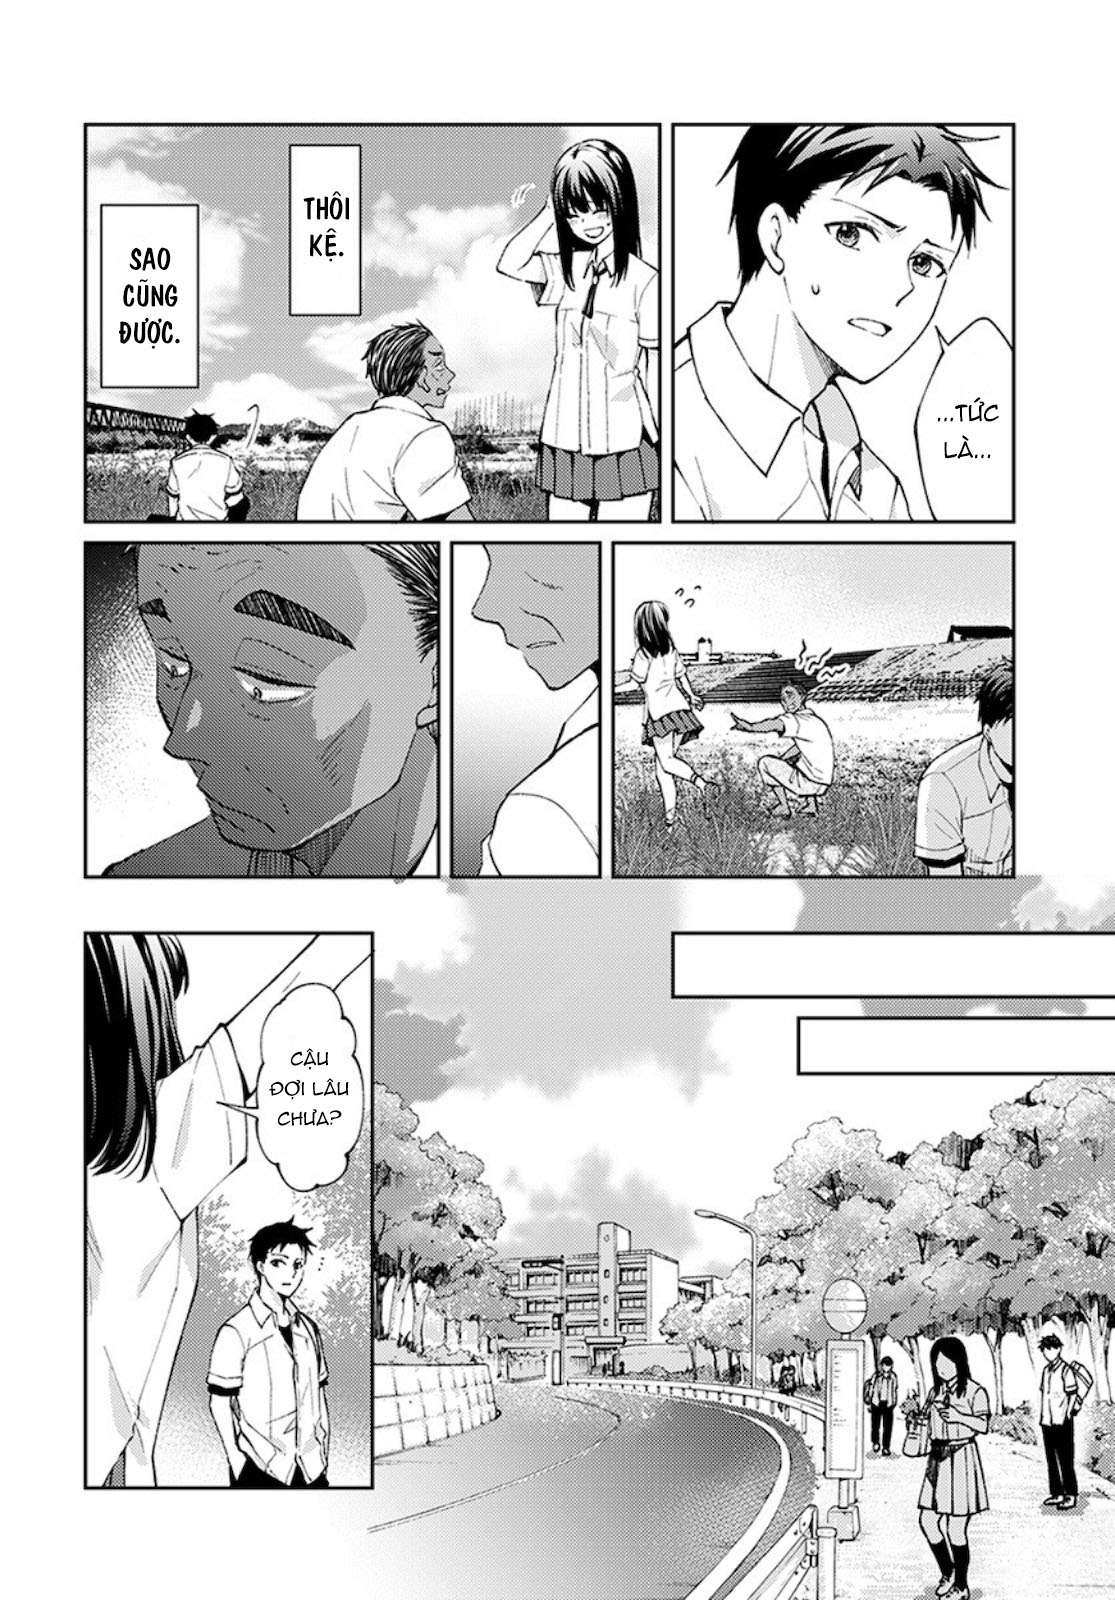 ...TỨC
LÀ...
THÔI
KỆ.
SAO
CŨNG
ĐƯỢC.
CẬU
ĐỢI LÂU
CHƯA?